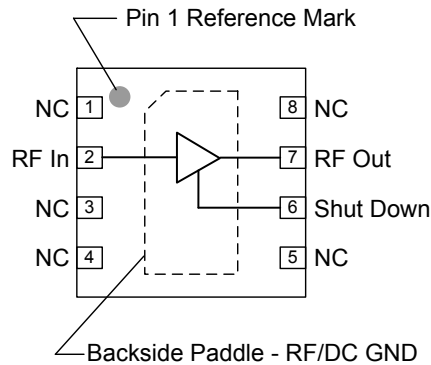 Pin 1 Reference Mark
NC 1
8 NC
RF In 2
7 RF Out
NC 3
6 Shut Down
NC 4
5 NC
Backside Paddle - RF/DC GND